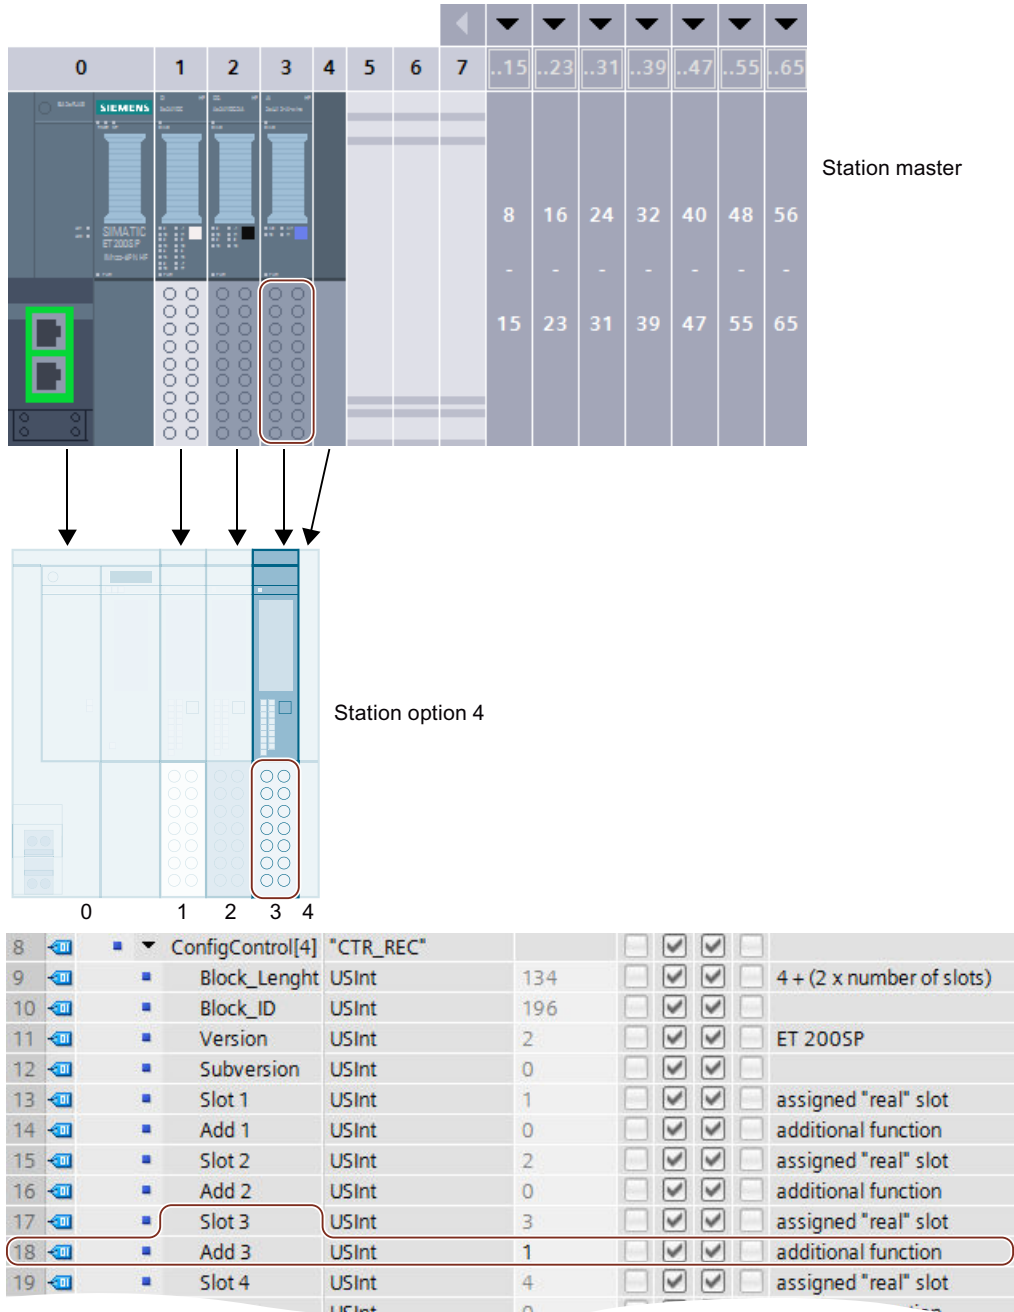 ..15 ..23 ..31 ..39 ..47 ..55 ..65
0 1 2 3 4 5 6 7
SIEMENS
SIMATIC
ET 200SP
Station master
8 16 24 32 40 48 56
- - - - - - -
15 23 31 39 47 55 65
Station option 4
0 1 2 3 4
8 ConfigControl[4] "CTR_REC"
9 Block_Lenght USInt 134 4 + (2 x number of slots)
10 Block_ID USInt 196
11 Version USInt 2 ET 200SP
12 Subversion USInt 0
13 Slot 1 USInt 1 assigned "real" slot
14 Add 1 USInt 0 additional function
15 Slot 2 USInt 2 assigned "real" slot
16 Add 2 USInt 0 additional function
17 Slot 3 USInt 3 assigned "real" slot
18 Add 3 USInt 1 additional function
19 Slot 4 USInt 4 assigned "real" slot